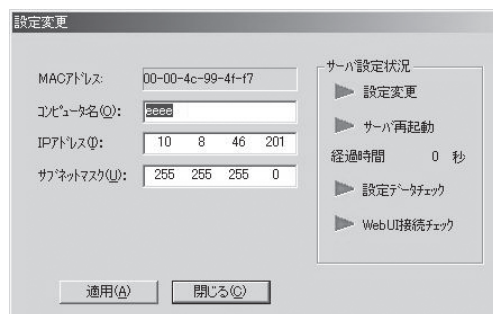 設定変更
MACｱﾄﾞﾚｽ:
00-00-4c-99-4f-f7
ｺﾝﾋﾟｭｰﾀ名(O):
eeee
IPｱﾄﾞﾚｽ(I):
10 8 46 201
ｻﾌﾞﾈｯﾄﾏｽｸ(U):
255 255 255 0
適用(A)
閉じる(C)
サーバ設定状況
設定変更
サーバ再起動
経過時間 0 秒
設定ﾃﾞｰﾀﾁｪｯｸ
WebUI接続ﾁｪｯｸ